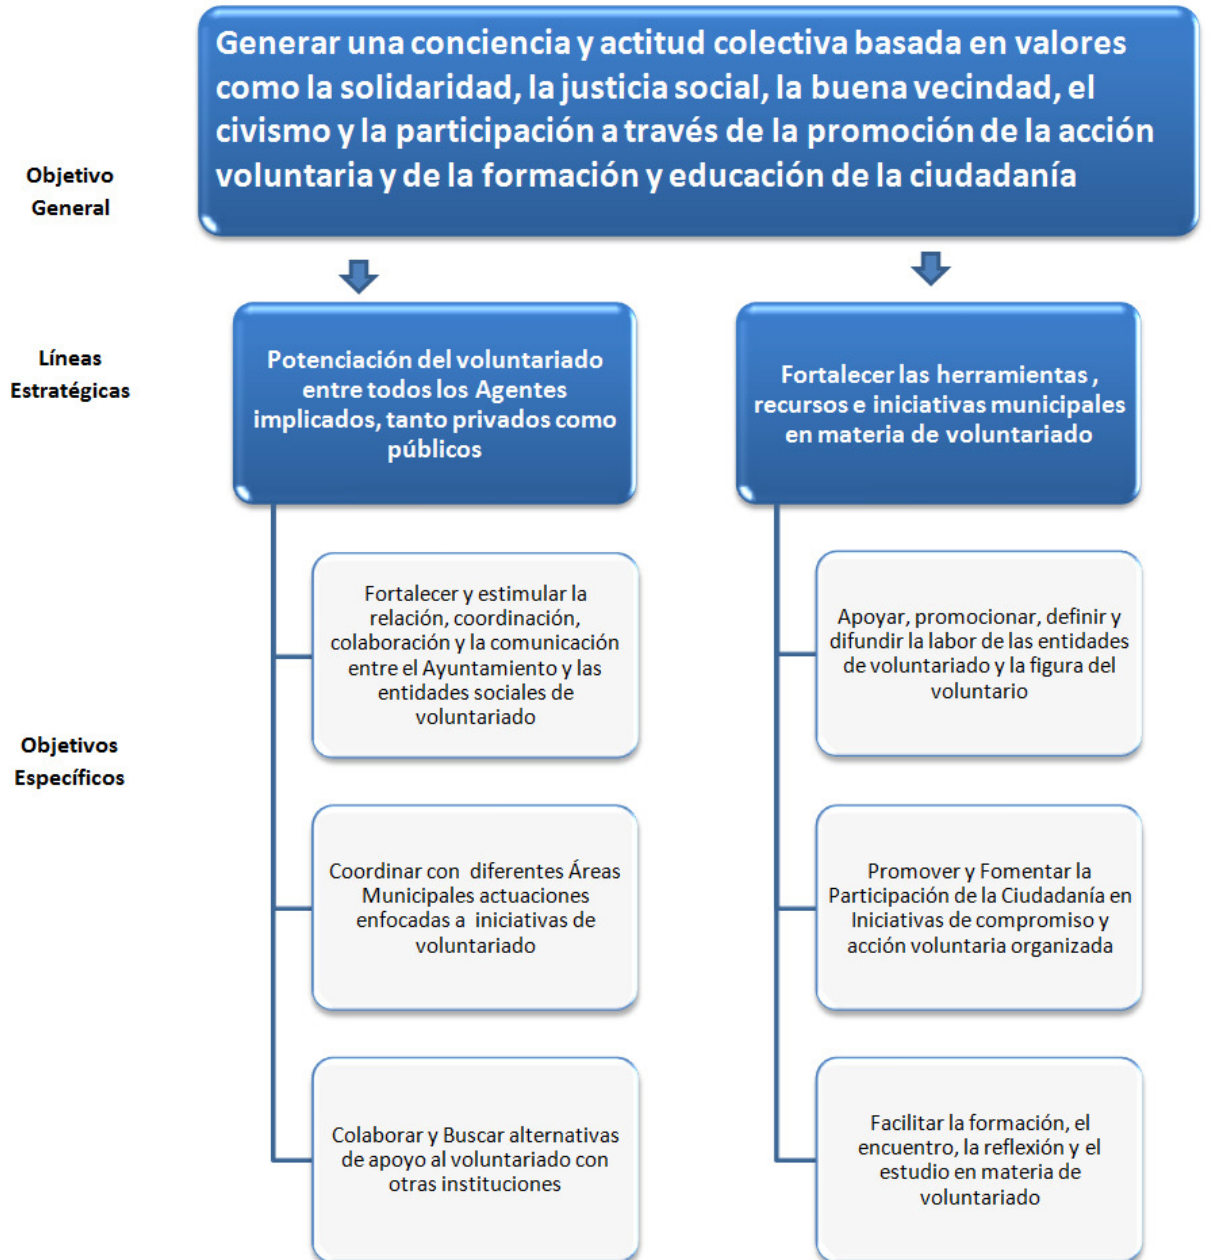 Generar una conciencia y actitud colectiva basada en valores
como la solidaridad, la justicia social, la buena vecindad, el
civismo y la participación a través de la promoción de la acción
voluntaria y de la formación y educación de la ciudadanía
Objetivo
General
Líneas
Estratégicas
Potenciación del voluntariado
entre todos los Agentes
implicados, tanto privados como
públicos
Fortalecer las herramientas ,
recursos e iniciativas municipales
en materia de voluntariado
Objetivos
Específicos
Fortalecer y estimular la
relación, coordinación,
colaboración y la comunicación
entre el Ayuntamiento y las
entidades sociales de
voluntariado
Apoyar, promocionar, definir y
difundir la labor de las entidades
de voluntariado y la figura del
voluntario
Coordinar con diferentes Áreas
Municipales actuaciones
enfocadas a iniciativas de
voluntariado
Promover y Fomentar la
Participación de la Ciudadanía en
Iniciativas de compromiso y
acción voluntaria organizada
Colaborar y Buscar alternativas
de apoyo al voluntariado con
otras instituciones
Facilitar la formación, el
encuentro, la reflexión y el
estudio en materia de
voluntariado